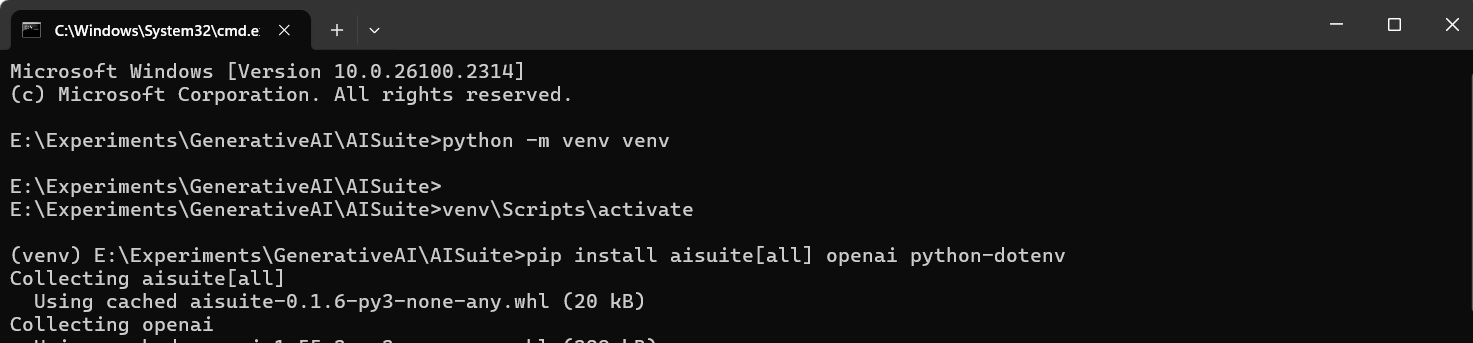 C:\Windows\System32\cmd.e
Microsoft Windows [Version 10.0.26100.2314]
(c) Microsoft Corporation. All rights reserved.
E:\Experiments\GenerativeAI\AISuite>python -m venv venv
E:\Experiments\GenerativeAI\AISuite>
E:\Experiments\GenerativeAI\AISuite>venv\Scripts\activate
(venv) E:\Experiments\GenerativeAI\AISuite>pip install aisuite[all] openai python-dotenv
Collecting aisuite[all]
  Using cached aisuite-0.1.6-py3-none-any.whl (20 kB)
Collecting openai